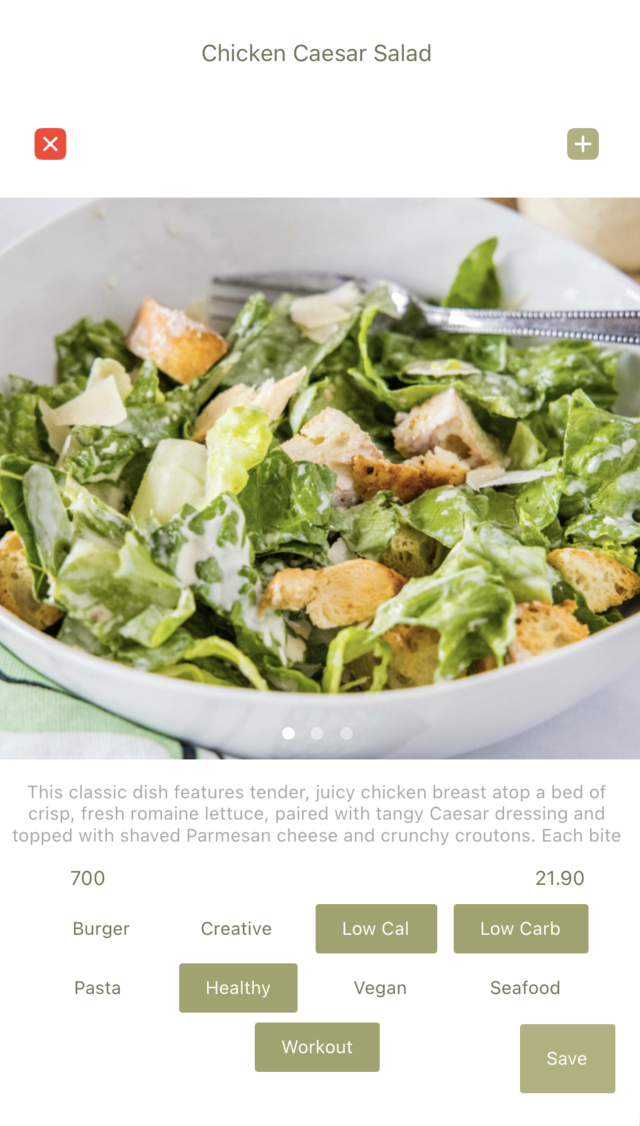 Chicken Caesar Salad
This classic dish features tender, juicy chicken breast atop a bed of
crisp, fresh romaine lettuce, paired with tangy Caesar dressing and
topped with shaved Parmesan cheese and crunchy croutons. Each bite
700 21.90
Burger Creative Low Cal Low Carb
Pasta Healthy Vegan Seafood
Workout Save